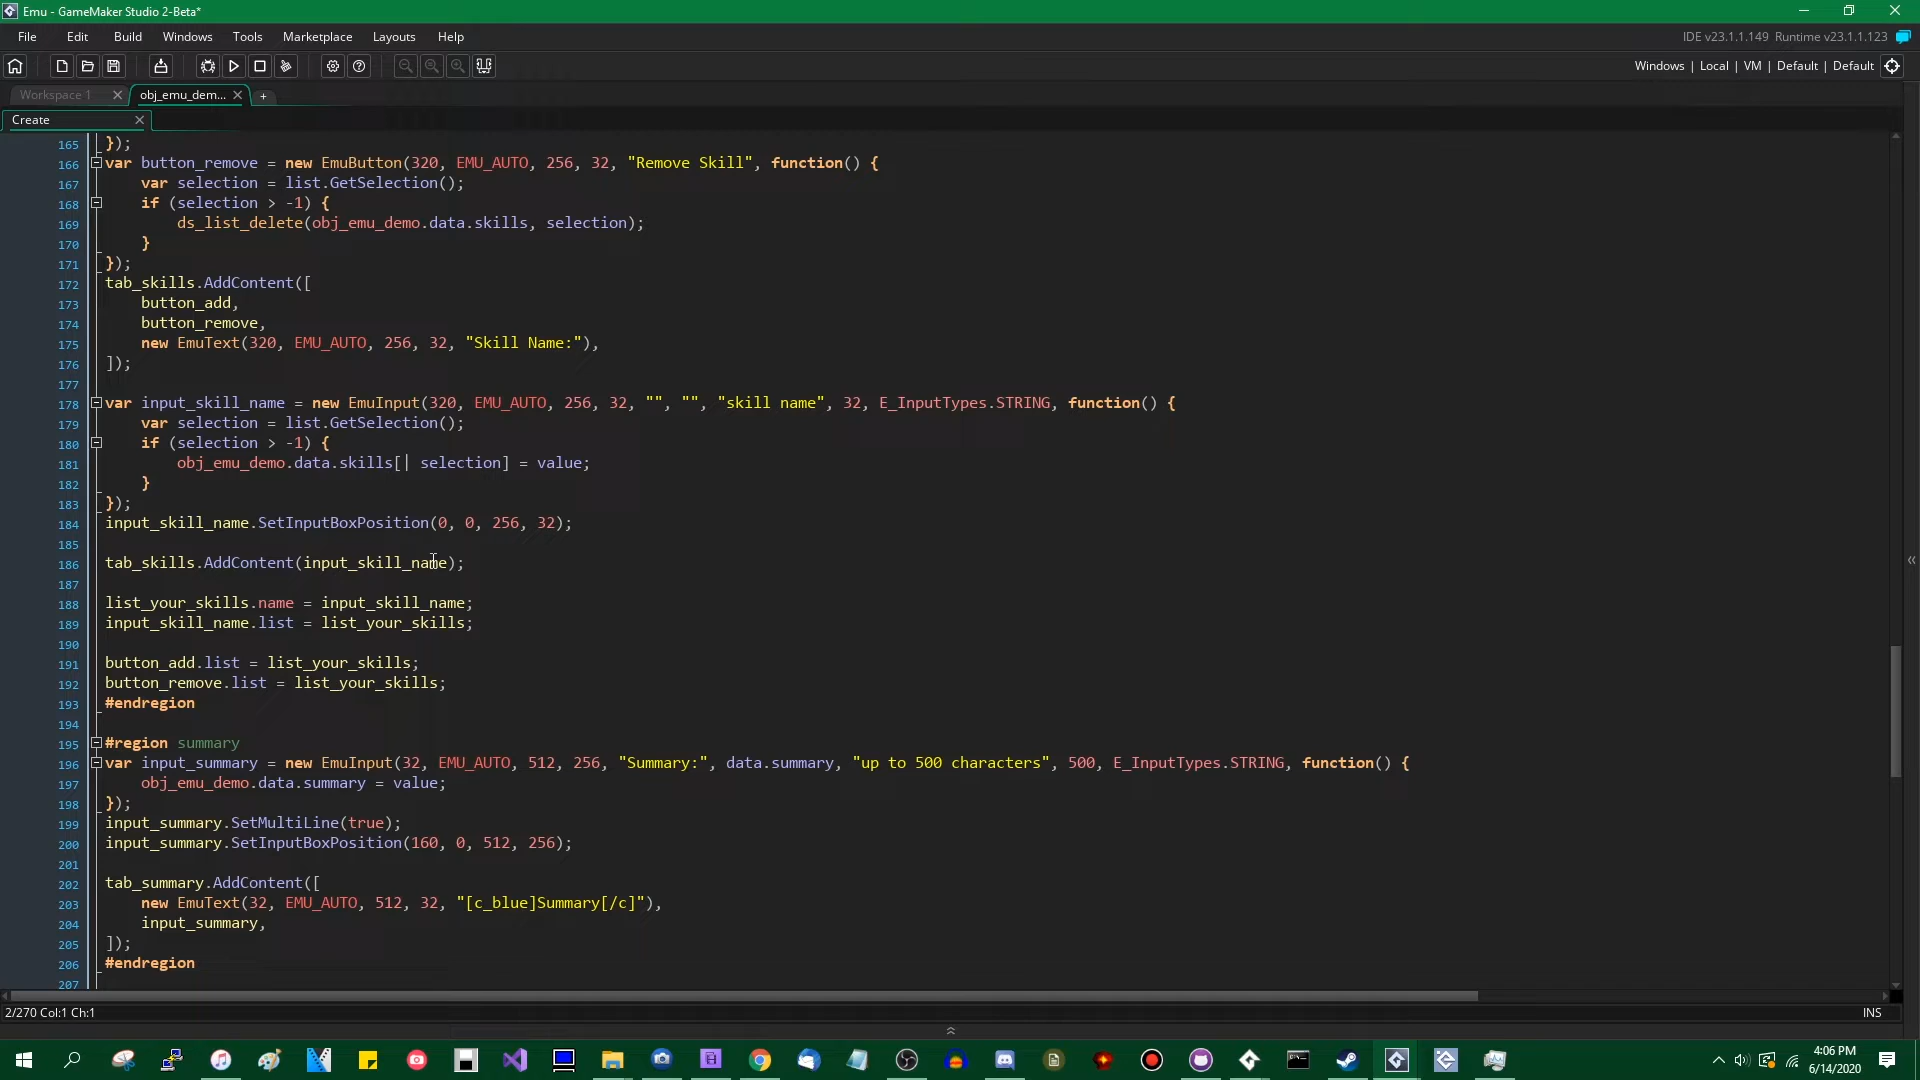 Emu - GameMaker Studio 2-Beta*
File Edit Build Windows Tools Marketplace Layouts Help
IDE v23.1.1.149 Runtime v23.1.1.123
Windows | Local | VM | Default | Default
Workspace 1
obj_emu_dem...
+
Create
165 });
166 var button_remove = new EmuButton(320, EMU_AUTO, 256, 32, "Remove Skill", function() {
167 var selection = list.GetSelection();
168 if (selection > -1) {
169 ds_list_delete(obj_emu_demo.data.skills, selection);
170 }
171 });
172 tab_skills.AddContent([
173 button_add,
174 button_remove,
175 new EmuText(320, EMU_AUTO, 256, 32, "Skill Name:"),
176 ]);
177
178 var input_skill_name = new EmuInput(320, EMU_AUTO, 256, 32, "", "", "skill name", 32, E_InputTypes.STRING, function() {
179 var selection = list.GetSelection();
180 if (selection > -1) {
181 obj_emu_demo.data.skills[| selection] = value;
182 }
183 });
184 input_skill_name.SetInputBoxPosition(0, 0, 256, 32);
185
186 tab_skills.AddContent(input_skill_name);
187
188 list_your_skills.name = input_skill_name;
189 input_skill_name.list = list_your_skills;
190
191 button_add.list = list_your_skills;
192 button_remove.list = list_your_skills;
193 #endregion
194
195 #region summary
196 var input_summary = new EmuInput(32, EMU_AUTO, 512, 256, "Summary:", data.summary, "up to 500 characters", 500, E_InputTypes.STRING, function() {
197 obj_emu_demo.data.summary = value;
198 });
199 input_summary.SetMultiLine(true);
200 input_summary.SetInputBoxPosition(160, 0, 512, 256);
201
202 tab_summary.AddContent([
203 new EmuText(32, EMU_AUTO, 512, 32, "[c_blue]Summary[/c]"),
204 input_summary,
205 ]);
206 #endregion
207
2/270 Col:1 Ch:1
INS
4:06 PM
6/14/2020